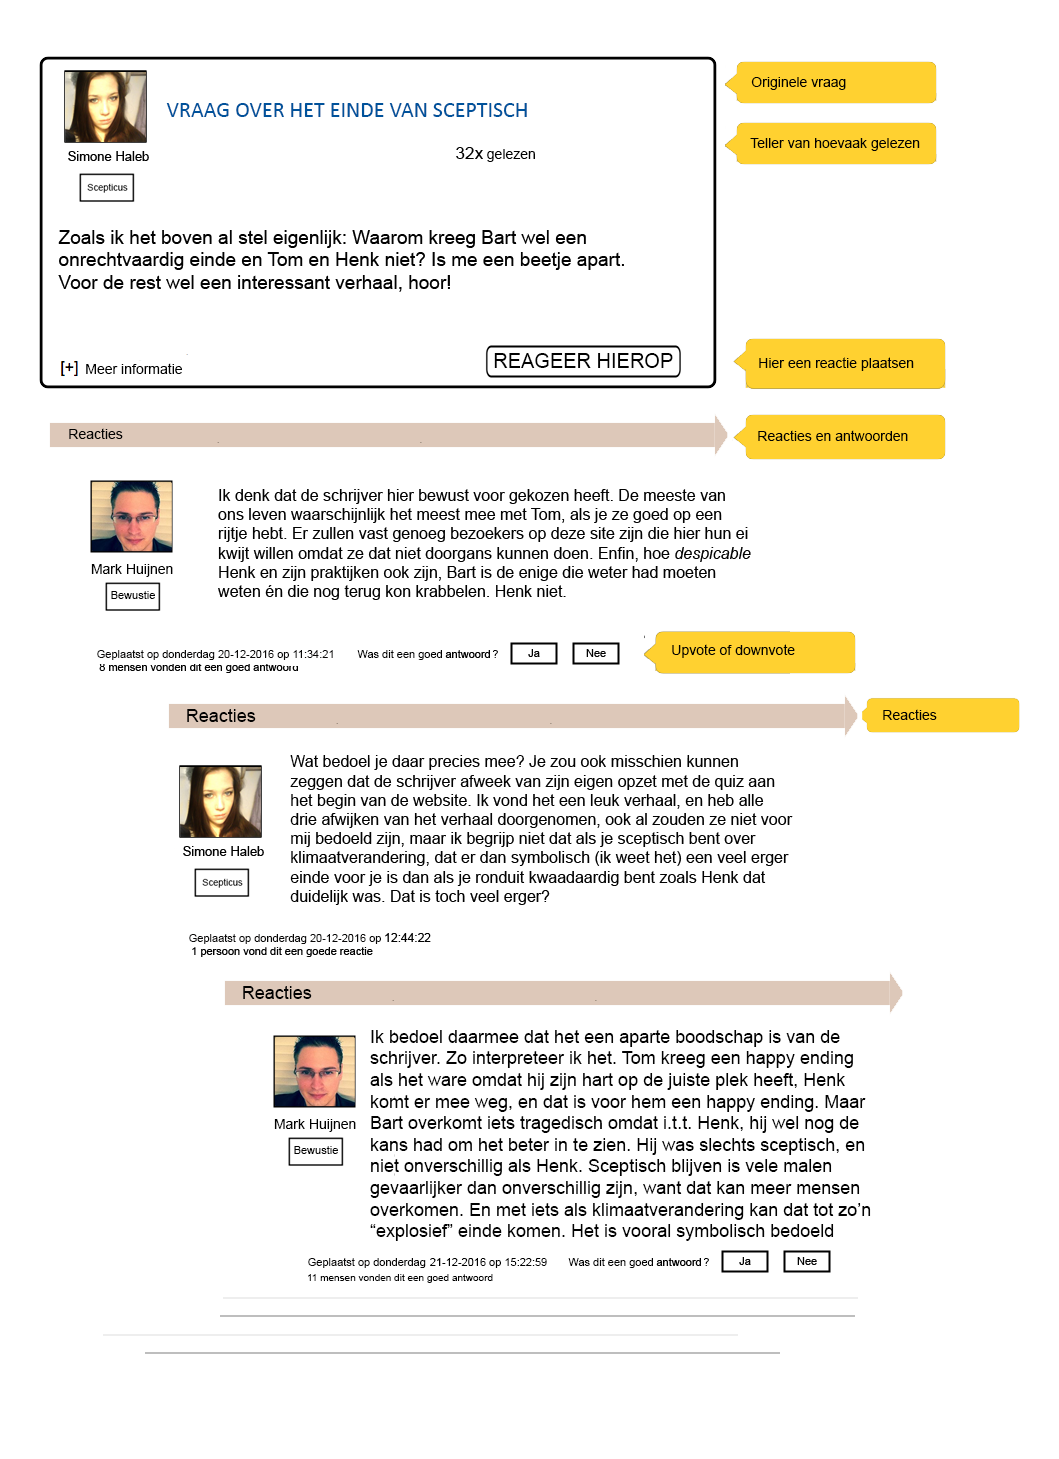 VRAAG OVER HET EINDE VAN SCEPTISCH
Originele vraag
Teller van hoevaak gelezen
Simone Haleb
32x gelezen
Scepticus
Zoals ik het boven al stel eigenlijk: Waarom kreeg Bart wel een
onrechtvaardig einde en Tom en Henk niet? Is me een beetje apart.
Voor de rest wel een interessant verhaal, hoor!
[+] Meer informatie
REAGEER HIEROP
Hier een reactie plaatsen
Reacties
Reacties en antwoorden
Ik denk dat de schrijver hier bewust voor gekozen heeft. De meeste van
ons leven waarschijnlijk het meest mee met Tom, als je ze goed op een
rijtje hebt. Er zullen vast genoeg bezoekers op deze site zijn die hier hun ei
kwijt willen omdat ze dat niet doorgans kunnen doen. Enfin, hoe despicable
Henk en zijn praktijken ook zijn, Bart is de enige die weter had moeten
weten én die nog terug kon krabbelen. Henk niet.
Mark Huijnen
Bewustie
Geplaatst op donderdag 20-12-2016 op 11:34:21 Was dit een goed antwoord? Ja Nee
8 mensen vonden dit een goed antwoord
Upvote of downvote
Reacties
Reacties
Wat bedoel je daar precies mee? Je zou ook misschien kunnen
zeggen dat de schrijver afweek van zijn eigen opzet met de quiz aan
het begin van de website. Ik vond het een leuk verhaal, en heb alle
drie afwijken van het verhaal doorgenomen, ook al zouden ze niet voor
mij bedoeld zijn, maar ik begrijp niet dat als je sceptisch bent over
klimaatverandering, dat er dan symbolisch (ik weet het) een veel erger
einde voor je is dan als je ronduit kwaadaardig bent zoals Henk dat
duidelijk was. Dat is toch veel erger?
Simone Haleb
Scepticus
Geplaatst op donderdag 20-12-2016 op 12:44:22
1 persoon vond dit een goede reactie
Reacties
Ik bedoel daarmee dat het een aparte boodschap is van de
schrijver. Zo interpreteer ik het. Tom kreeg een happy ending
als het ware omdat hij zijn hart op de juiste plek heeft, Henk
komt er mee weg, en dat is voor hem een happy ending. Maar
Bart overkomt iets tragedisch omdat i.t.t. Henk, hij wel nog de
kans had om het beter in te zien. Hij was slechts sceptisch, en
niet onverschillig als Henk. Sceptisch blijven is vele malen
gevaarlijker dan onverschillig zijn, want dat kan meer mensen
overkomen. En met iets als klimaatverandering kan dat tot zo’n
“explosief” einde komen. Het is vooral symbolisch bedoeld
Mark Huijnen
Bewustie
Geplaatst op donderdag 21-12-2016 op 15:22:59 Was dit een goed antwoord? Ja Nee
11 mensen vonden dit een goed antwoord